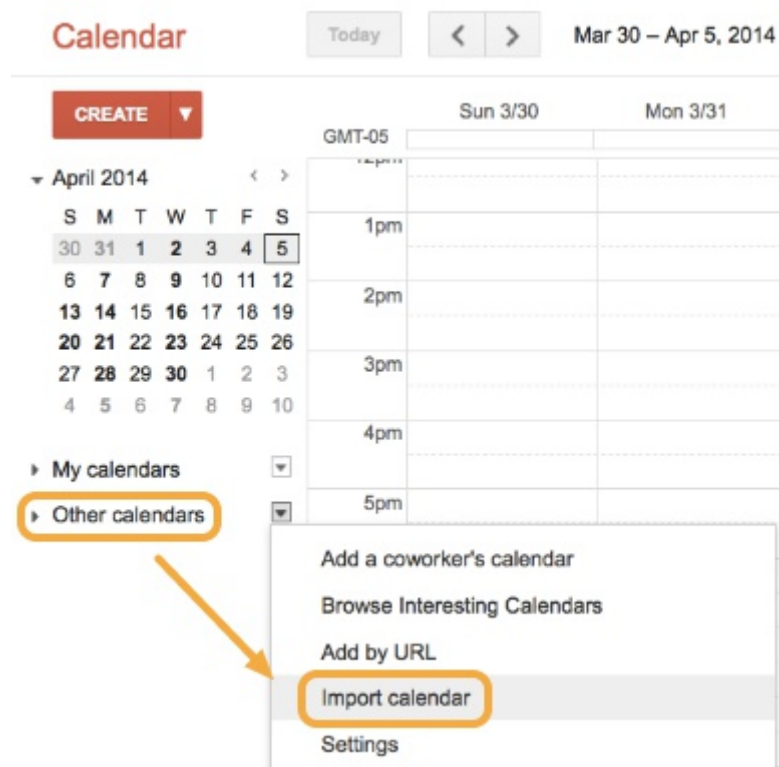 Calendar
Today
Mar 30 – Apr 5, 2014
CREATE
Sun 3/30 Mon 3/31
GMT-05
12pm
April 2014
S M T W T F S
30 31 1 2 3 4 5
6 7 8 9 10 11 12
13 14 15 16 17 18 19
20 21 22 23 24 25 26
27 28 29 30 1 2 3
4 5 6 7 8 9 10
1pm
2pm
3pm
4pm
5pm
My calendars
Other calendars
Add a coworker's calendar
Browse Interesting Calendars
Add by URL
Import calendar
Settings